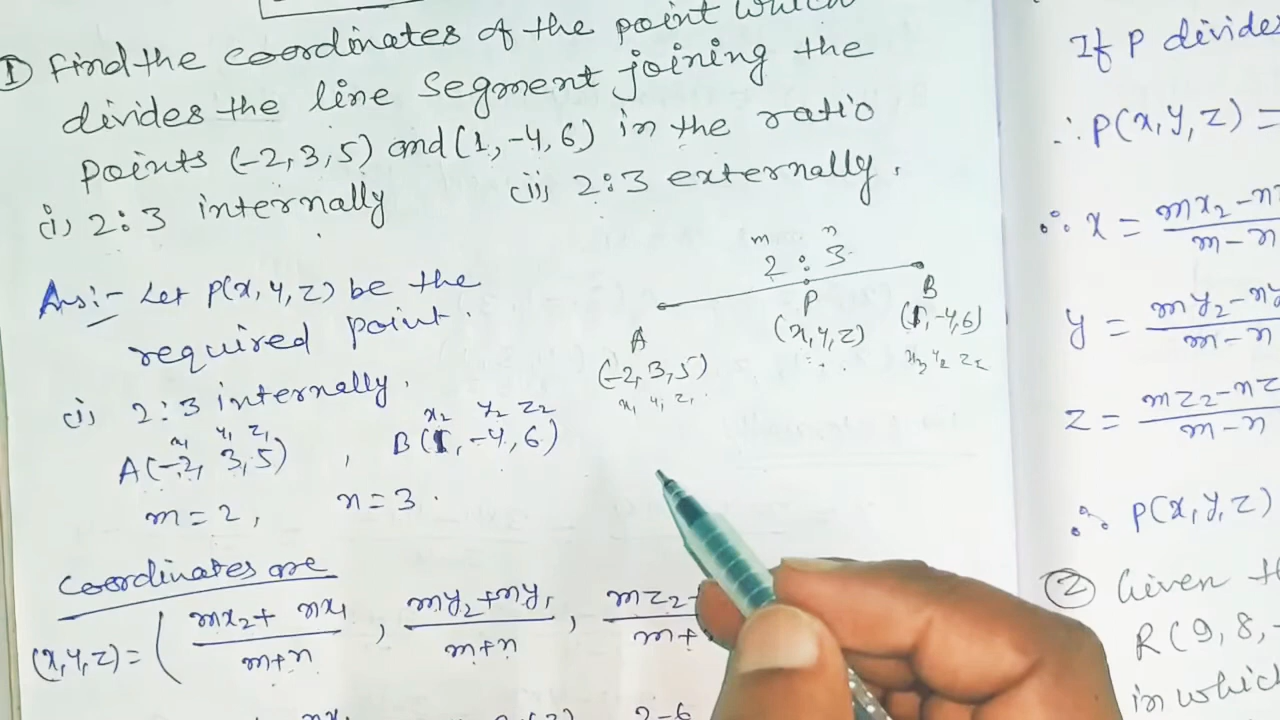 ① Find the coordinates of the point which
divides the line segment joining the
points (-2, 3, 5) and (1, -4, 6) in the ratio
(i) 2:3 internally (ii) 2:3 externally.
Ans:- Let P(x, y, z) be the
required point.
(i) 2:3 internally.
x₁ y₁ z₁ x₂ y₂ z₂
A(-2, 3, 5) , B(1, -4, 6)
m = 2, n = 3.
Coordinates are
(x, y, z) = ( mx₂ + nx₁ / m+n , my₂ + ny₁ / m+n , mz₂ / m+
2-6
m n
2 : 3
A P B
(-2, 3, 5) (x, y, z) (1, -4, 6)
x₁ y₁ z₁ x₂ y₂ z₂
If P divides
∴ P(x, y, z) =
∴ x = mx₂ - n / m - n
y = my₂ - ny / m - n
z = mz₂ - nz / m - n
∴ P(x, y, z)
② Given th
R(9, 8, -
in which